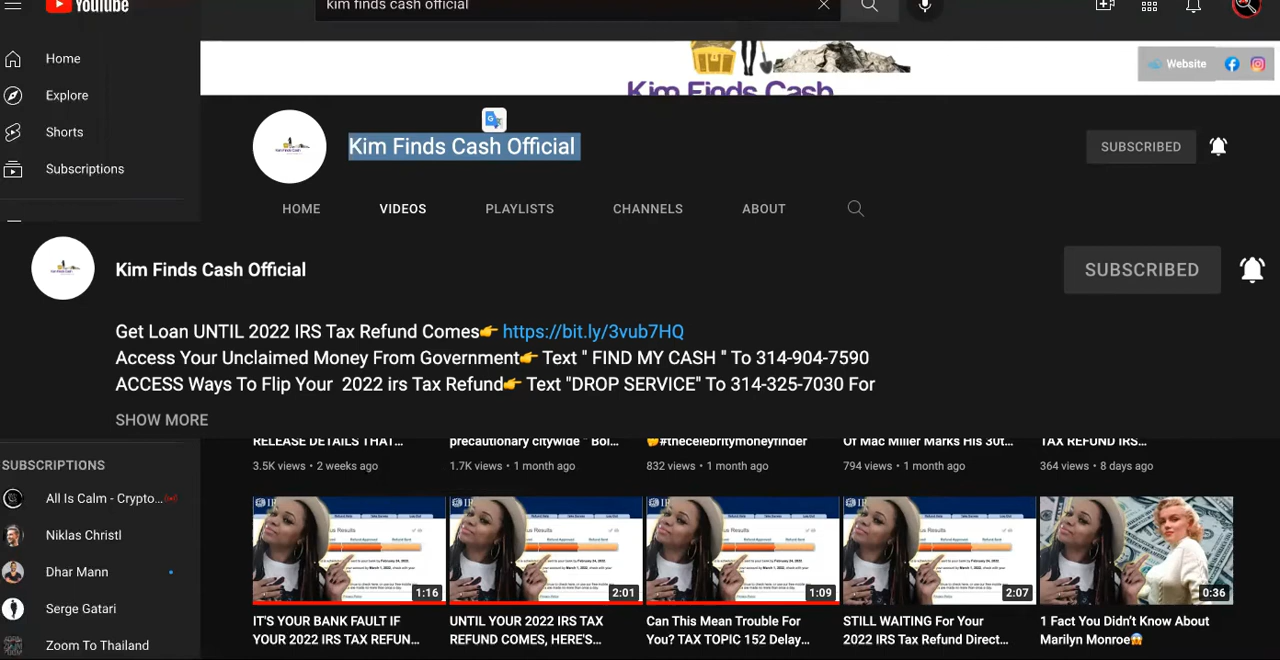 YouTube
kim finds cash official
Home
Explore
Shorts
Subscriptions
Website
Kim Finds Cash
Kim Finds Cash Official
SUBSCRIBED
HOME VIDEOS PLAYLISTS CHANNELS ABOUT
Kim Finds Cash Official
SUBSCRIBED
Get Loan UNTIL 2022 IRS Tax Refund Comes👉 https://bit.ly/3vub7HQ
Access Your Unclaimed Money From Government👉 Text " FIND MY CASH " To 314-904-7590
ACCESS Ways To Flip Your 2022 irs Tax Refund👉 Text "DROP SERVICE" To 314-325-7030 For
SHOW MORE
RELEASE DETAILS THAT...
3.5K views • 2 weeks ago
precautionary citywide " Boi...
1.7K views • 1 month ago
#thecelebritymoneyfinder
832 views • 1 month ago
Of Mac Miller Marks His 30t...
794 views • 1 month ago
TAX REFUND IRS...
364 views • 8 days ago
SUBSCRIPTIONS
All Is Calm - Crypto...
Niklas Christl
Dhar Mann
Serge Gatari
Zoom To Thailand
1:16
IT'S YOUR BANK FAULT IF
YOUR 2022 IRS TAX REFUN...
2:01
UNTIL YOUR 2022 IRS TAX
REFUND COMES, HERE'S...
1:09
Can This Mean Trouble For
You? TAX TOPIC 152 Delay...
2:07
STILL WAITING For Your
2022 IRS Tax Refund Direct...
0:36
1 Fact You Didn't Know About
Marilyn Monroe😱